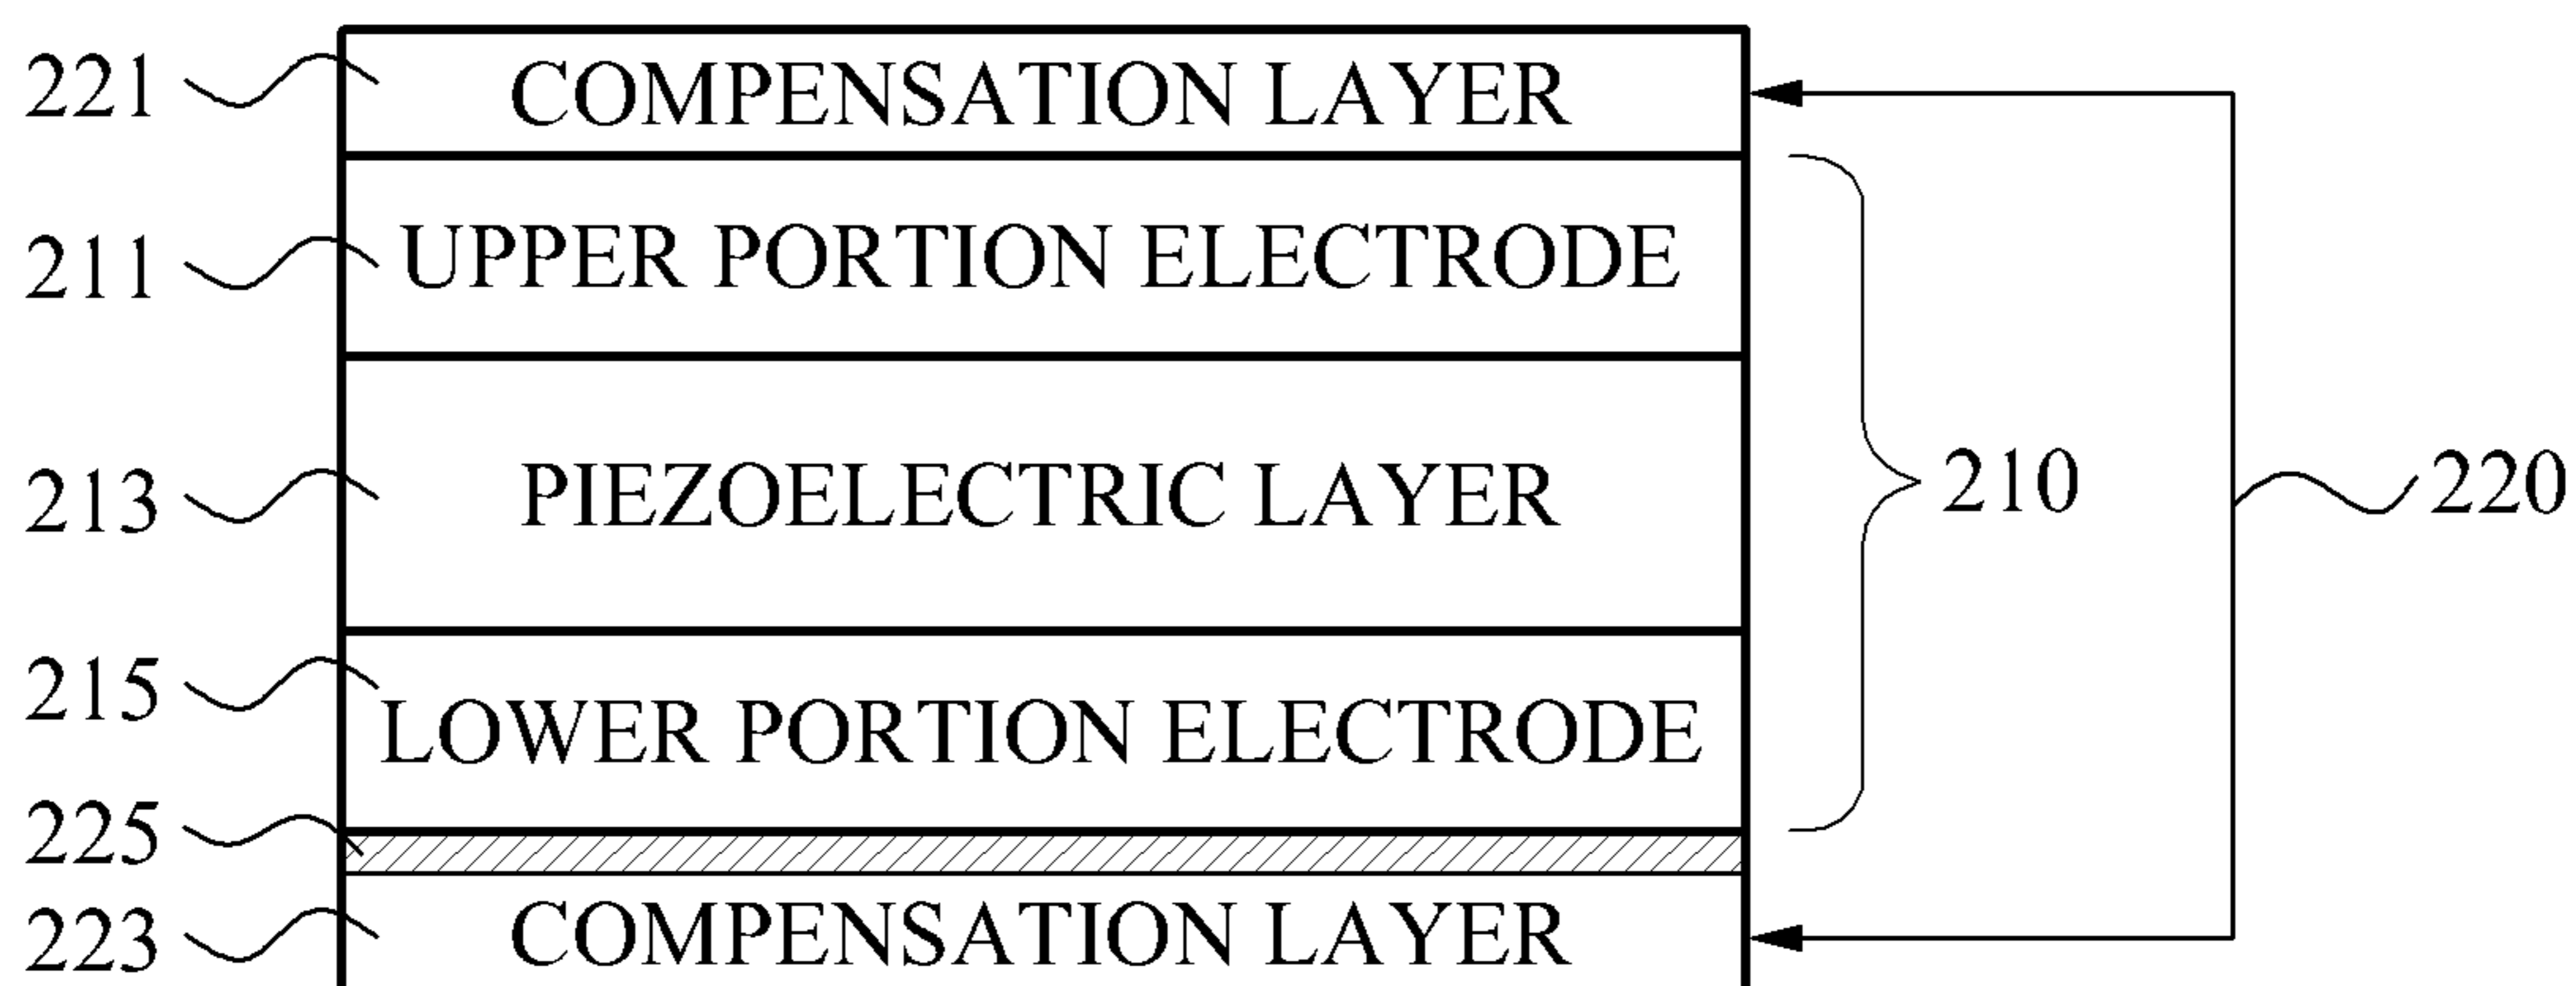 221 COMPENSATION LAYER
211 UPPER PORTION ELECTRODE
213 PIEZOELECTRIC LAYER 210 220
215 LOWER PORTION ELECTRODE
225
223 COMPENSATION LAYER